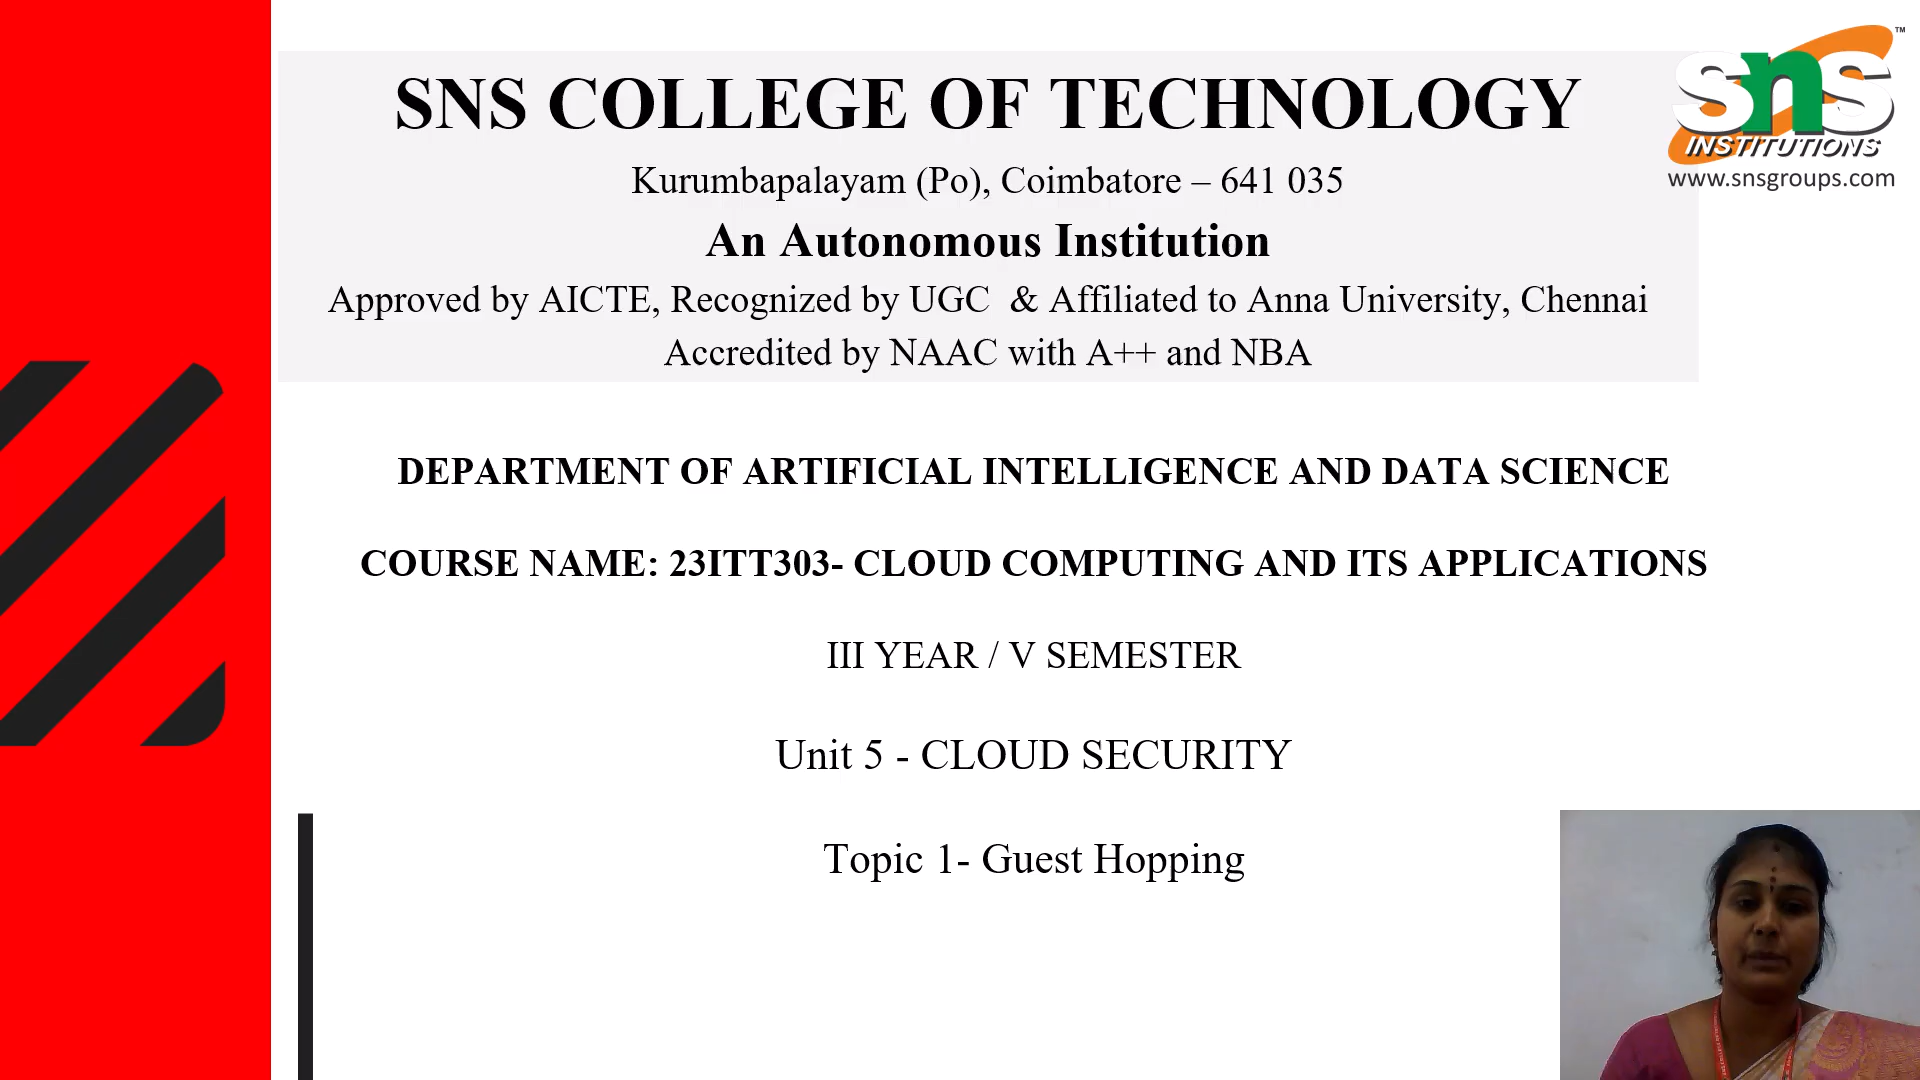 SNS COLLEGE OF TECHNOLOGY
Kurumbapalayam (Po), Coimbatore – 641 035
An Autonomous Institution
Approved by AICTE, Recognized by UGC & Affiliated to Anna University, Chennai
Accredited by NAAC with A++ and NBA
sns
INSTITUTIONS
TM
www.snsgroups.com
DEPARTMENT OF ARTIFICIAL INTELLIGENCE AND DATA SCIENCE
COURSE NAME: 23ITT303- CLOUD COMPUTING AND ITS APPLICATIONS
III YEAR / V SEMESTER
Unit 5 - CLOUD SECURITY
Topic 1- Guest Hopping